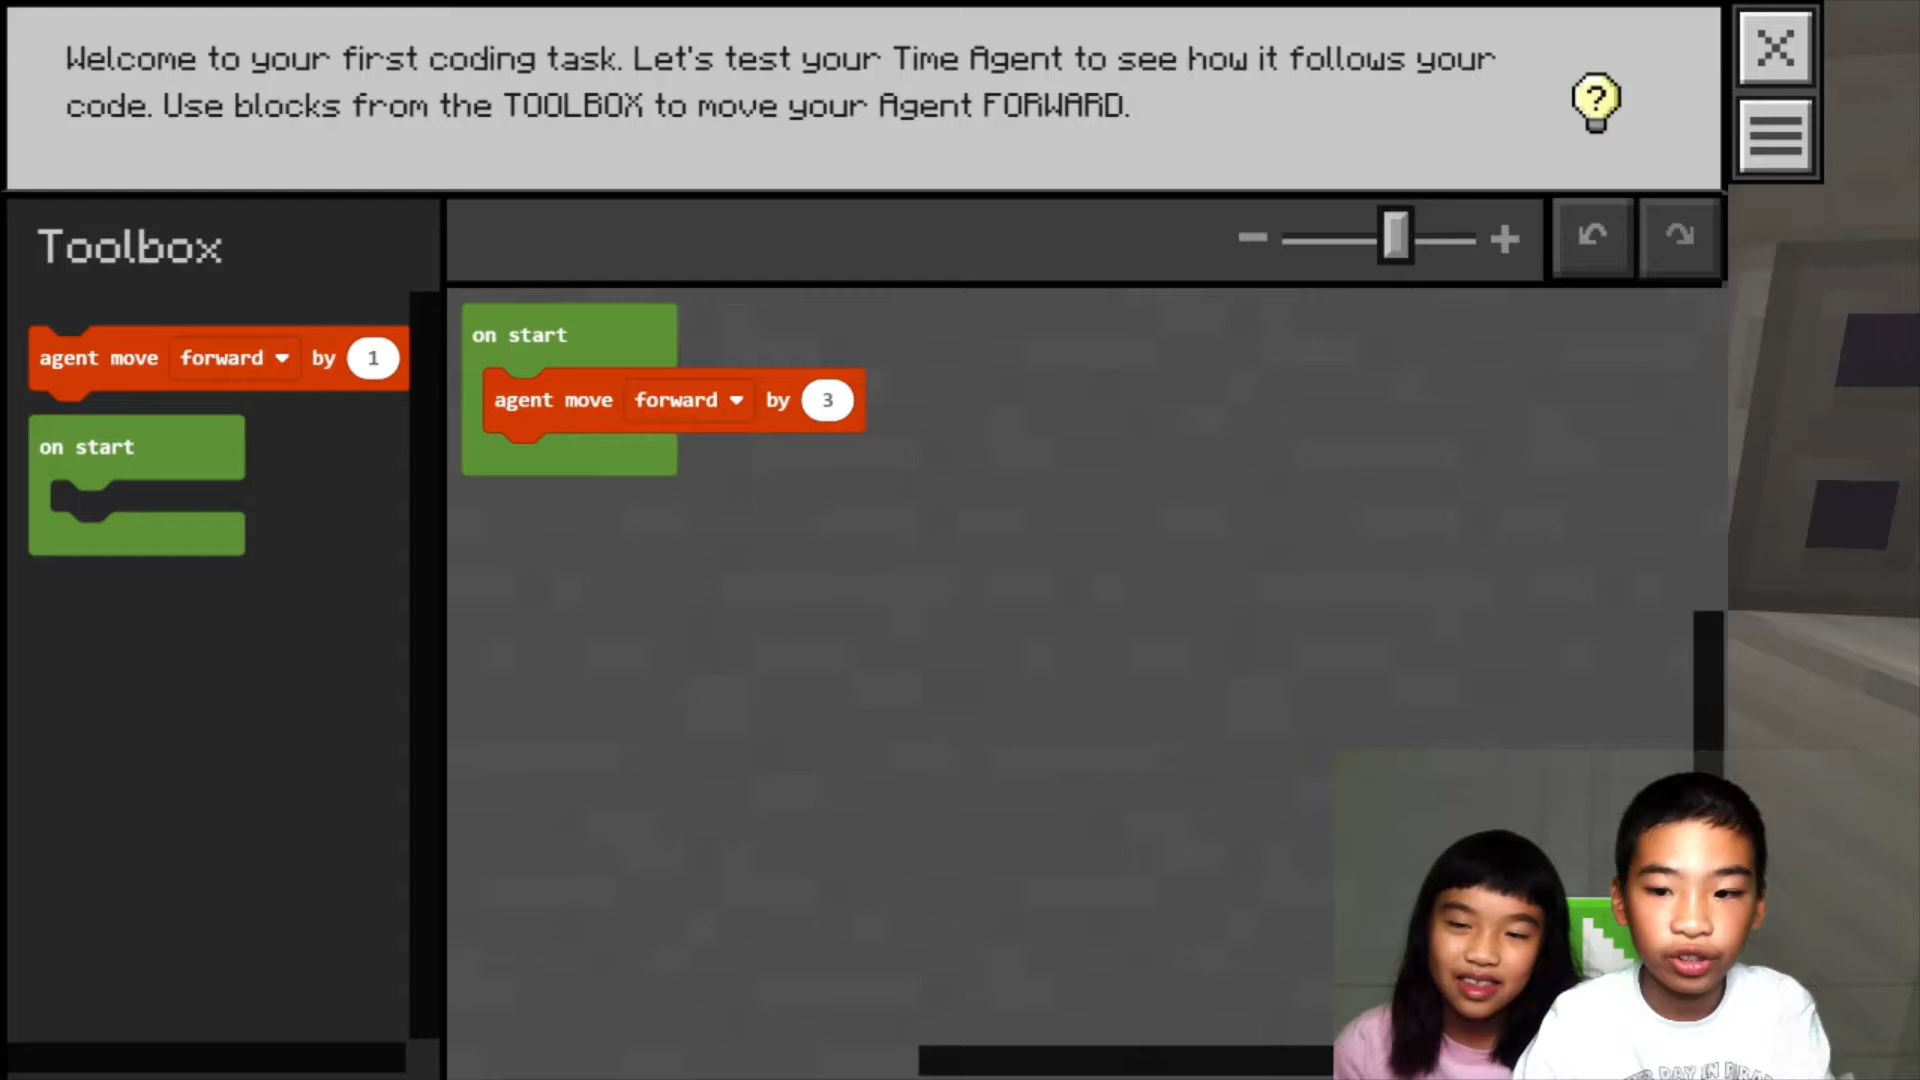 Welcome to your first coding task. Let's test your Time Agent to see how it follows your
code. Use blocks from the TOOLBOX to move your Agent FORWARD.
?
Toolbox
agent move forward by 1
on start
on start
agent move forward by 3
DAY IN